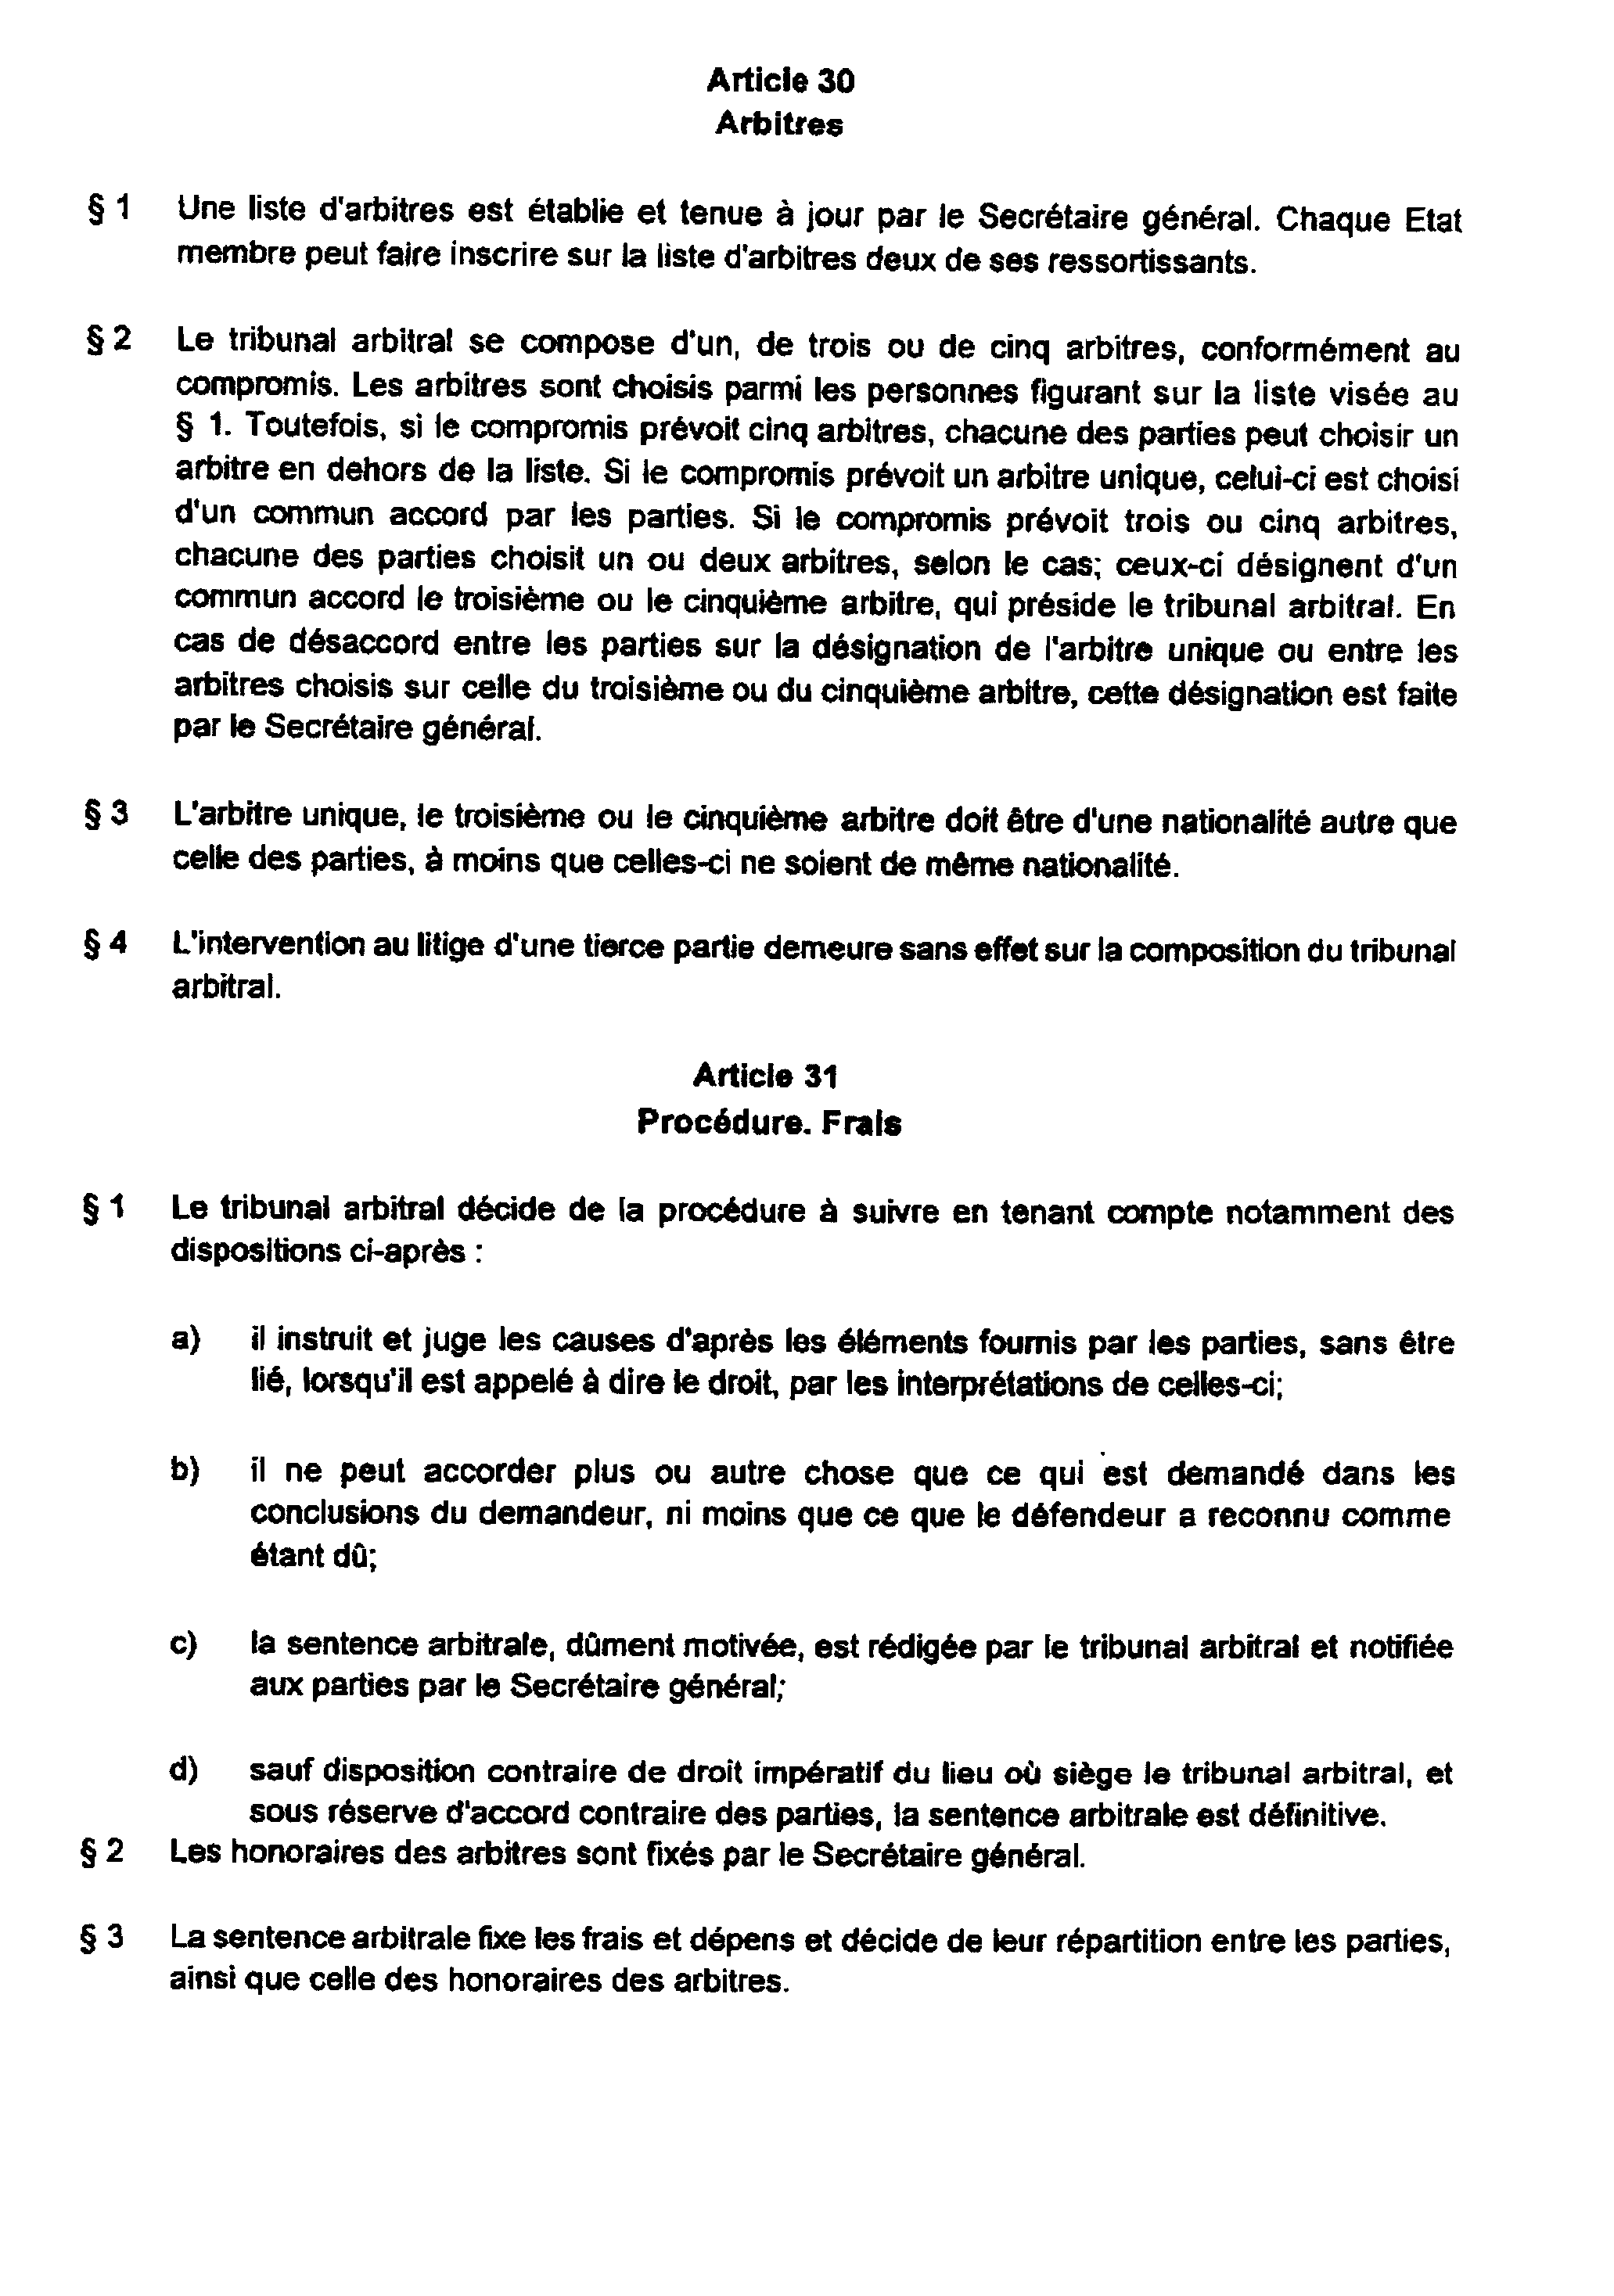 Article 30
Arbitres
§ 1 Une liste d'arbitres est établie et tenue à jour par le Secrétaire général. Chaque Etat
membre peut faire inscrire sur la liste d'arbitres deux de ses ressortissants.
§ 2 Le tribunal arbitral se compose d'un, de trois ou de cinq arbitres, conformément au
compromis. Les arbitres sont choisis parmi les personnes figurant sur la liste visée au
§ 1. Toutefois, si le compromis prévoit cinq arbitres, chacune des parties peut choisir un
arbitre en dehors de la liste. Si le compromis prévoit un arbitre unique, celui-ci est choisi
d'un commun accord par les parties. Si le compromis prévoit trois ou cinq arbitres,
chacune des parties choisit un ou deux arbitres, selon le cas; ceux-ci désignent d'un
commun accord le troisième ou le cinquième arbitre, qui préside le tribunal arbitral. En
cas de désaccord entre les parties sur la désignation de l'arbitre unique ou entre les
arbitres choisis sur celle du troisième ou du cinquième arbitre, cette désignation est faite
par le Secrétaire général.
§ 3 L'arbitre unique, le troisième ou le cinquième arbitre doit être d'une nationalité autre que
celle des parties, à moins que celles-ci ne soient de même nationalité.
§ 4 L'intervention au litige d'une tierce partie demeure sans effet sur la composition du tribunal
arbitral.
Article 31
Procédure. Frais
§ 1 Le tribunal arbitral décide de la procédure à suivre en tenant compte notamment des
dispositions ci-après :
a) il instruit et juge les causes d'après les éléments fournis par les parties, sans être
lié, lorsqu'il est appelé à dire le droit, par les interprétations de celles-ci;
b) il ne peut accorder plus ou autre chose que ce qui est demandé dans les
conclusions du demandeur, ni moins que ce que le défendeur a reconnu comme
étant dû;
c) la sentence arbitrale, dûment motivée, est rédigée par le tribunal arbitral et notifiée
aux parties par le Secrétaire général;
d) sauf disposition contraire de droit impératif du lieu où siège le tribunal arbitral, et
sous réserve d'accord contraire des parties, la sentence arbitrale est définitive.
§ 2 Les honoraires des arbitres sont fixés par le Secrétaire général.
§ 3 La sentence arbitrale fixe les frais et dépens et décide de leur répartition entre les parties,
ainsi que celle des honoraires des arbitres.